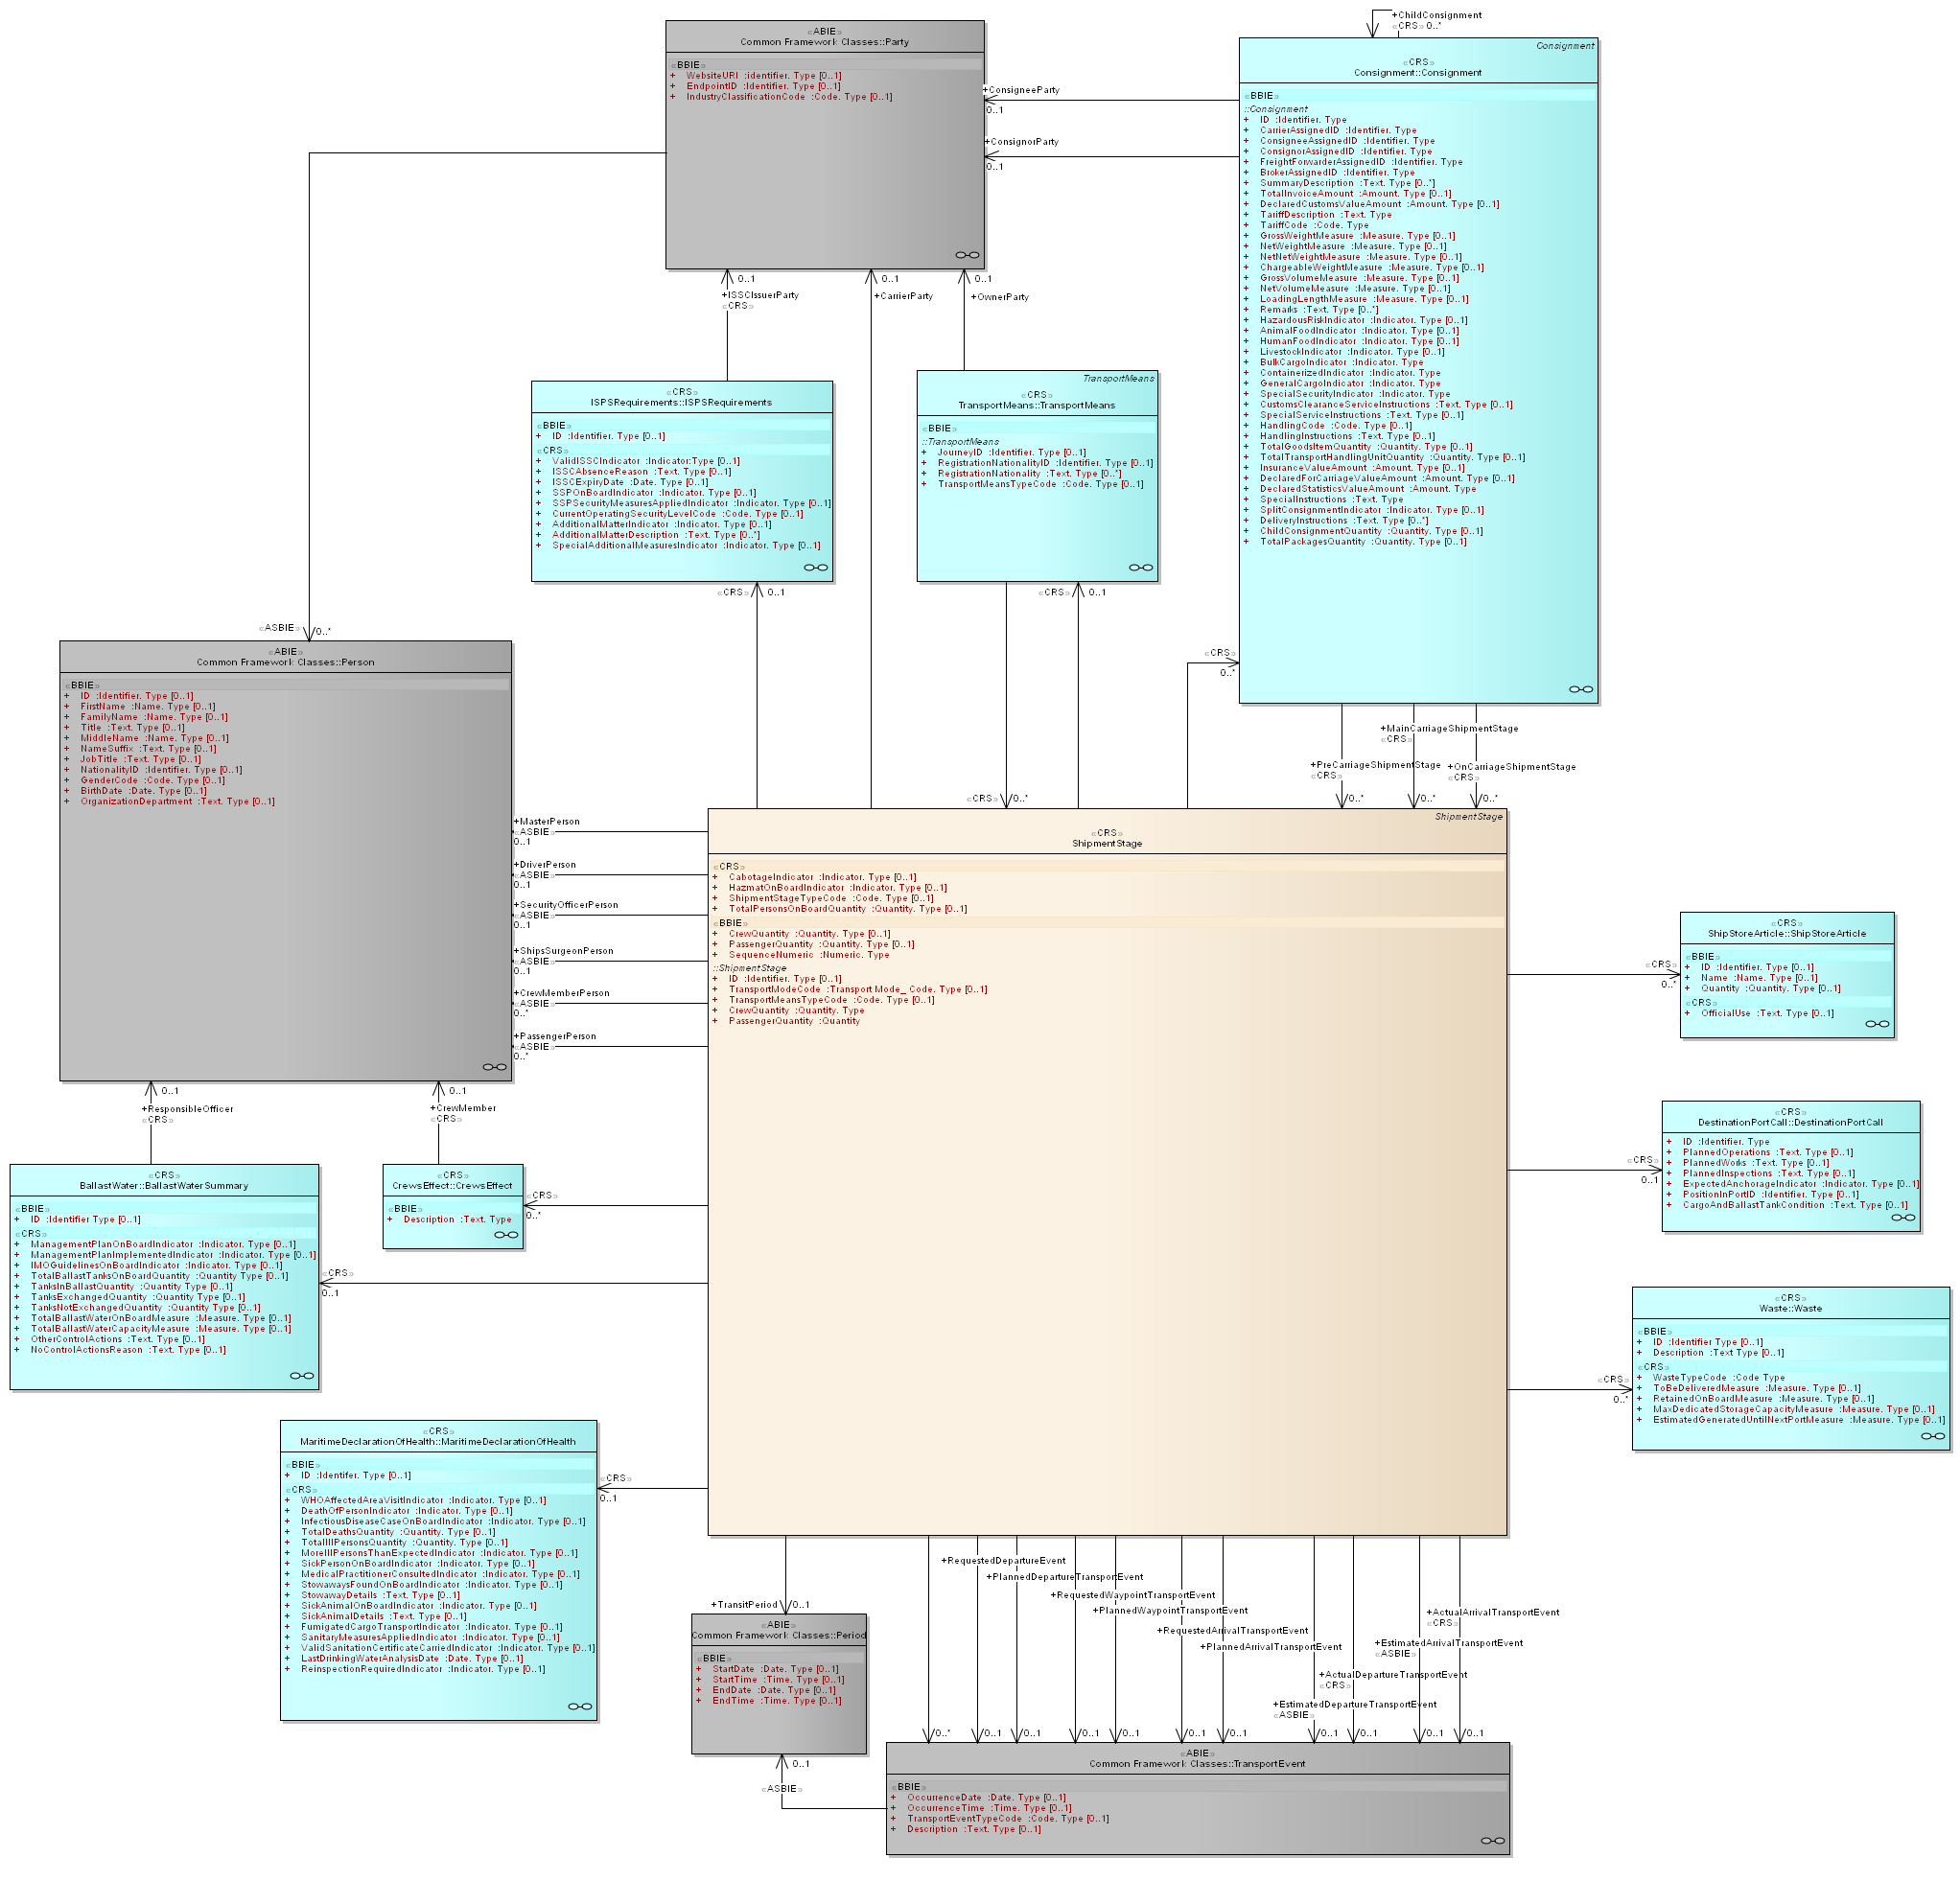 «ABIE»
Common Framework Classes::Party
«BBIE»
+ WebsiteURI :identifier. Type [0..1]
+ EndpointID :Identifier. Type [0..1]
+ IndustryClassificationCode :Code. Type [0..1]
+ChildConsignment
«CRS» 0..*
Consignment
«CRS»
Consignment::Consignment
«BBIE»
::Consignment
+ ID :Identifier. Type
+ CarrierAssignedID :Identifier. Type
+ ConsigneeAssignedID :Identifier. Type
+ ConsignorAssignedID :Identifier. Type
+ FreightForwarderAssignedID :Identifier. Type
+ BrokerAssignedID :Identifier. Type
+ SummaryDescription :Text. Type [0..*]
+ TotalInvoiceAmount :Amount. Type [0..1]
+ DeclaredCustomsValueAmount :Amount. Type [0..1]
+ TariffDescription :Text. Type
+ TariffCode :Code. Type
+ GrossWeightMeasure :Measure. Type [0..1]
+ NetWeightMeasure :Measure. Type [0..1]
+ NetNetWeightMeasure :Measure. Type [0..1]
+ ChargeableWeightMeasure :Measure. Type [0..1]
+ GrossVolumeMeasure :Measure. Type [0..1]
+ NetVolumeMeasure :Measure. Type [0..1]
+ LoadingLengthMeasure :Measure. Type [0..1]
+ Remarks :Text. Type [0..*]
+ HazardousRiskIndicator :Indicator. Type [0..1]
+ AnimalFoodIndicator :Indicator. Type [0..1]
+ HumanFoodIndicator :Indicator. Type [0..1]
+ LivestockIndicator :Indicator. Type [0..1]
+ BulkCargoIndicator :Indicator. Type
+ ContainerizedIndicator :Indicator. Type
+ GeneralCargoIndicator :Indicator. Type
+ SpecialSecurityIndicator :Indicator. Type
+ CustomsClearanceServiceInstructions :Text. Type [0..1]
+ SpecialServiceInstructions :Text. Type [0..1]
+ HandlingCode :Code. Type [0..1]
+ HandlingInstuctions :Text. Type [0..1]
+ TotalGoodsItemQuantity :Quantity. Type [0..1]
+ TotalTransportHandlingUnitQuantity :Quantity. Type [0..1]
+ InsuranceValueAmount :Amount. Type [0..1]
+ DeclaredForCarriageValueAmount :Amount. Type [0..1]
+ DeclaredStatisticsValueAmount :Amount. Type
+ SpecialInstructions :Text. Type
+ SplitConsignmentIndicator :Indicator. Type [0..1]
+ DeliveryInstructions :Text. Type [0..*]
+ ChildConsignmentQuantity :Quantity. Type [0..1]
+ TotalPackagesQuantity :Quantity. Type [0..1]
+ConsigneeParty
0..1
+ConsignorParty
0..1
0..1
+ISSCIssuerParty
«CRS»
0..1
+CarrierParty
0..1
+OwnerParty
«CRS»
ISPSRequirements::ISPSRequirements
«BBIE»
+ ID :Identifier. Type [0..1]
«CRS»
+ ValidISSCIndicator :Indicator:Type [0..1]
+ ISSCAbsenceReason :Text. Type [0..1]
+ ISSCExpiryDate :Date. Type [0..1]
+ SSPOnBoardIndicator :Indicator. Type [0..1]
+ SSPSecurityMeasuresAppliedIndicator :Indicator. Type [0..1]
+ CurrentOperatingSecurityLevelCode :Code. Type [0..1]
+ AdditionalMatterIndicator :Indicator. Type [0..1]
+ AdditionalMatterDescription :Text. Type [0..*]
+ SpecialAdditionalMeasuresIndicator :Indicator. Type [0..1]
TransportMeans
«CRS»
TransportMeans::TransportMeans
«BBIE»
::TransportMeans
+ JourneyID :Identifier. Type [0..1]
+ RegistrationNationalityID :Identifier. Type [0..1]
+ RegistrationNationality :Text. Type [0..*]
+ TransportMeansTypeCode :Code. Type [0..1]
«CRS» 0..1
«CRS» 0..1
«ASBIE» 0..*
«CRS»
0..*
«ABIE»
Common Framework Classes::Person
«BBIE»
+ ID :Identifier. Type [0..1]
+ FirstName :Name. Type [0..1]
+ FamilyName :Name. Type [0..1]
+ Title :Text. Type [0..1]
+ MiddleName :Name. Type [0..1]
+ NameSuffix :Text. Type [0..1]
+ JobTitle :Text. Type [0..1]
+ NationalityID :Identifier. Type [0..1]
+ GenderCode :Code. Type [0..1]
+ BirthDate :Date. Type [0..1]
+ OrganizationDepartment :Text. Type [0..1]
+MainCarriageShipmentStage
«CRS»
+PreCarriageShipmentStage
«CRS»
+OnCarriageShipmentStage
«CRS»
«CRS» 0..*
0..*
0..*
0..*
+MasterPerson
«ASBIE»
0..1
+DriverPerson
«ASBIE»
0..1
+SecurityOfficerPerson
«ASBIE»
0..1
+ShipsSurgeonPerson
«ASBIE»
0..1
+CrewMemberPerson
«ASBIE»
0..*
+PassengerPerson
«ASBIE»
0..*
ShipmentStage
«CRS»
ShipmentStage
«CRS»
+ CabotageIndicator :Indicator. Type [0..1]
+ HazmatOnBoardIndicator :Indicator. Type [0..1]
+ ShipmentStageTypeCode :Code. Type [0..1]
+ TotalPersonsOnBoardQuantity :Quantity. Type [0..1]
«BBIE»
+ CrewQuantity :Quantity. Type [0..1]
+ PassengerQuantity :Quantity. Type [0..1]
+ SequenceNumeric :Numeric. Type
::ShipmentStage
+ ID :Identifier. Type [0..1]
+ TransportModeCode :Transport Mode_ Code. Type [0..1]
+ TransportMeansTypeCode :Code. Type [0..1]
+ CrewQuantity :Quantity. Type
+ PassengerQuantity :Quantity
«CRS»
0..*
«CRS»
ShipStoreArticle::ShipStoreArticle
«BBIE»
+ ID :Identifier. Type [0..1]
+ Name :Name. Type [0..1]
+ Quantity :Quantity. Type [0..1]
«CRS»
+ OfficialUse :Text. Type [0..1]
«CRS»
0..1
«CRS»
DestinationPortCall::DestinationPortCall
+ ID :Identifier. Type
+ PlannedOperations :Text. Type [0..1]
+ PlannedWorks :Text. Type [0..1]
+ PlannedInspections :Text. Type [0..1]
+ ExpectedAnchorageIndicator :Indicator. Type [0..1]
+ PositionInPortID :Identifier. Type [0..1]
+ CargoAndBallastTankCondition :Text. Type [0..1]
0..1
+ResponsibleOfficer
«CRS»
0..1
+CrewMember
«CRS»
«CRS»
BallastWater::BallastWaterSummary
«BBIE»
+ ID :Identifier Type [0..1]
«CRS»
+ ManagementPlanOnBoardIndicator :Indicator. Type [0..1]
+ ManagementPlanImplementedIndicator :Indicator. Type [0..1]
+ IMOGuidelinesOnBoardIndicator :Indicator. Type [0..1]
+ TotalBallastTanksOnBoardQuantity :Quantity Type [0..1]
+ TanksInBallastQuantity :Quantity Type [0..1]
+ TanksExchangedQuantity :Quantity Type [0..1]
+ TanksNotExchangedQuantity :Quantity Type [0..1]
+ TotalBallastWaterOnBoardMeasure :Measure. Type [0..1]
+ TotalBallastWaterCapacityMeasure :Measure. Type [0..1]
+ OtherControlActions :Text. Type [0..1]
+ NoControlActionsReason :Text. Type [0..1]
«CRS»
CrewsEffect::CrewsEffect
«BBIE»
+ Description :Text. Type
«CRS»
0..*
«CRS»
0..1
«CRS»
0..*
«CRS»
Waste::Waste
«BBIE»
+ ID :Identifier Type [0..1]
+ Description :Text Type [0..1]
«CRS»
+ WasteTypeCode :Code Type
+ ToBeDeliveredMeasure :Measure. Type [0..1]
+ RetainedOnBoardMeasure :Measure. Type [0..1]
+ MaxDedicatedStorageCapacityMeasure :Measure. Type [0..1]
+ EstimatedGeneratedUntilNextPortMeasure :Measure. Type [0..1]
«CRS»
MaritimeDeclarationOfHealth::MaritimeDeclarationOfHealth
«BBIE»
+ ID :Identifer. Type [0..1]
«CRS»
+ WHOAffectedAreaVisitIndicator :Indicator. Type [0..1]
+ DeathOfPersonIndicator :Indicator. Type [0..1]
+ InfectiousDiseaseCaseOnBoardIndicator :Indicator. Type [0..1]
+ TotalDeathsQuantity :Quantity. Type [0..1]
+ TotalIllPersonsQuantity :Quantity. Type [0..1]
+ MoreIllPersonsThanExpectedIndicator :Indicator. Type [0..1]
+ SickPersonOnBoardIndicator :Indicator. Type [0..1]
+ MedicalPractitionerConsultedIndicator :Indicator. Type [0..1]
+ StowawaysFoundOnBoardIndicator :Indicator. Type [0..1]
+ StowawayDetails :Text. Type [0..1]
+ SickAnimalOnBoardIndicator :Indicator. Type [0..1]
+ SickAnimalDetails :Text. Type [0..1]
+ FumigatedCargoTransportIndicator :Indicator. Type [0..1]
+ SanitaryMeasuresAppliedIndicator :Indicator. Type [0..1]
+ ValidSanitationCertificateCarriedIndicator :Indicator. Type [0..1]
+ LastDrinkingWaterAnalysisDate :Date. Type [0..1]
+ ReinspectionRequiredIndicator :Indicator. Type [0..1]
«CRS»
0..1
+RequestedDepartureEvent
+PlannedDepartureTransportEvent
+RequestedWaypointTransportEvent
+PlannedWaypointTransportEvent
+RequestedArrivalTransportEvent
+PlannedArrivalTransportEvent
+ActualArrivalTransportEvent
«CRS»
+EstimatedArrivalTransportEvent
«ASBIE»
+ActualDepartureTransportEvent
«CRS»
+EstimatedDepartureTransportEvent
«ASBIE»
+TransitPeriod 0..1
«ABIE»
Common Framework Classes::Period
«BBIE»
+ StartDate :Date. Type [0..1]
+ StartTime :Time. Type [0..1]
+ EndDate :Date. Type [0..1]
+ EndTime :Time. Type [0..1]
0..* 0..1 0..1 0..1 0..1 0..1 0..1 0..1 0..1 0..1 0..1
0..1
«ASBIE»
«ABIE»
Common Framework Classes::TransportEvent
«BBIE»
+ OccurrenceDate :Date. Type [0..1]
+ OccurrenceTime :Time. Type [0..1]
+ TransportEventTypeCode :Code. Type [0..1]
+ Description :Text. Type [0..1]